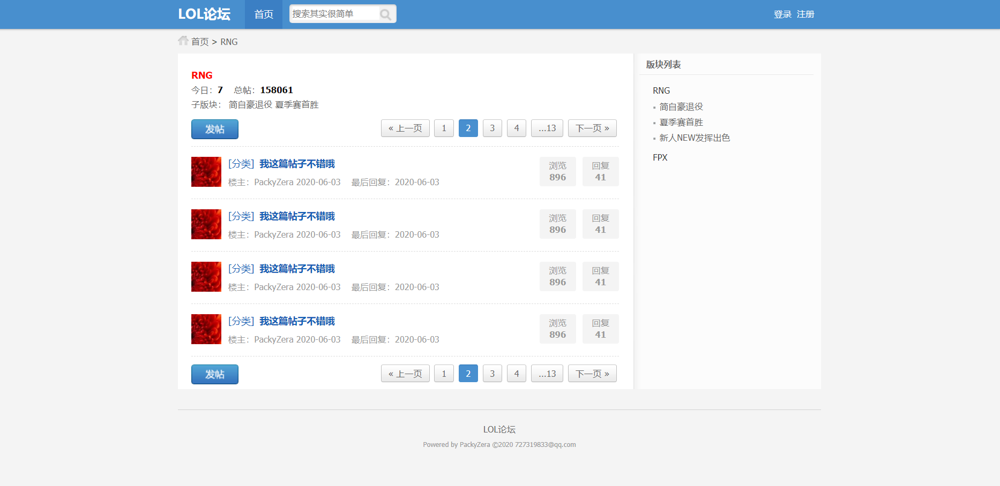 LOL论坛 首页 搜索其实很简单 登录 注册
首页 > RNG
RNG
今日：7 总帖：158061
子版块： 简自豪退役 夏季赛首胜
发帖 « 上一页 1 2 3 4 ...13 下一页 »
[分类] 我这篇帖子不错哦
楼主：PackyZera 2020-06-03 最后回复：2020-06-03
浏览 回复
896 41
[分类] 我这篇帖子不错哦
楼主：PackyZera 2020-06-03 最后回复：2020-06-03
浏览 回复
896 41
[分类] 我这篇帖子不错哦
楼主：PackyZera 2020-06-03 最后回复：2020-06-03
浏览 回复
896 41
[分类] 我这篇帖子不错哦
楼主：PackyZera 2020-06-03 最后回复：2020-06-03
浏览 回复
896 41
发帖 « 上一页 1 2 3 4 ...13 下一页 »
版块列表
RNG
▪ 简自豪退役
▪ 夏季赛首胜
▪ 新人NEW发挥出色
FPX
LOL论坛
Powered by PackyZera ©2020 727319833@qq.com